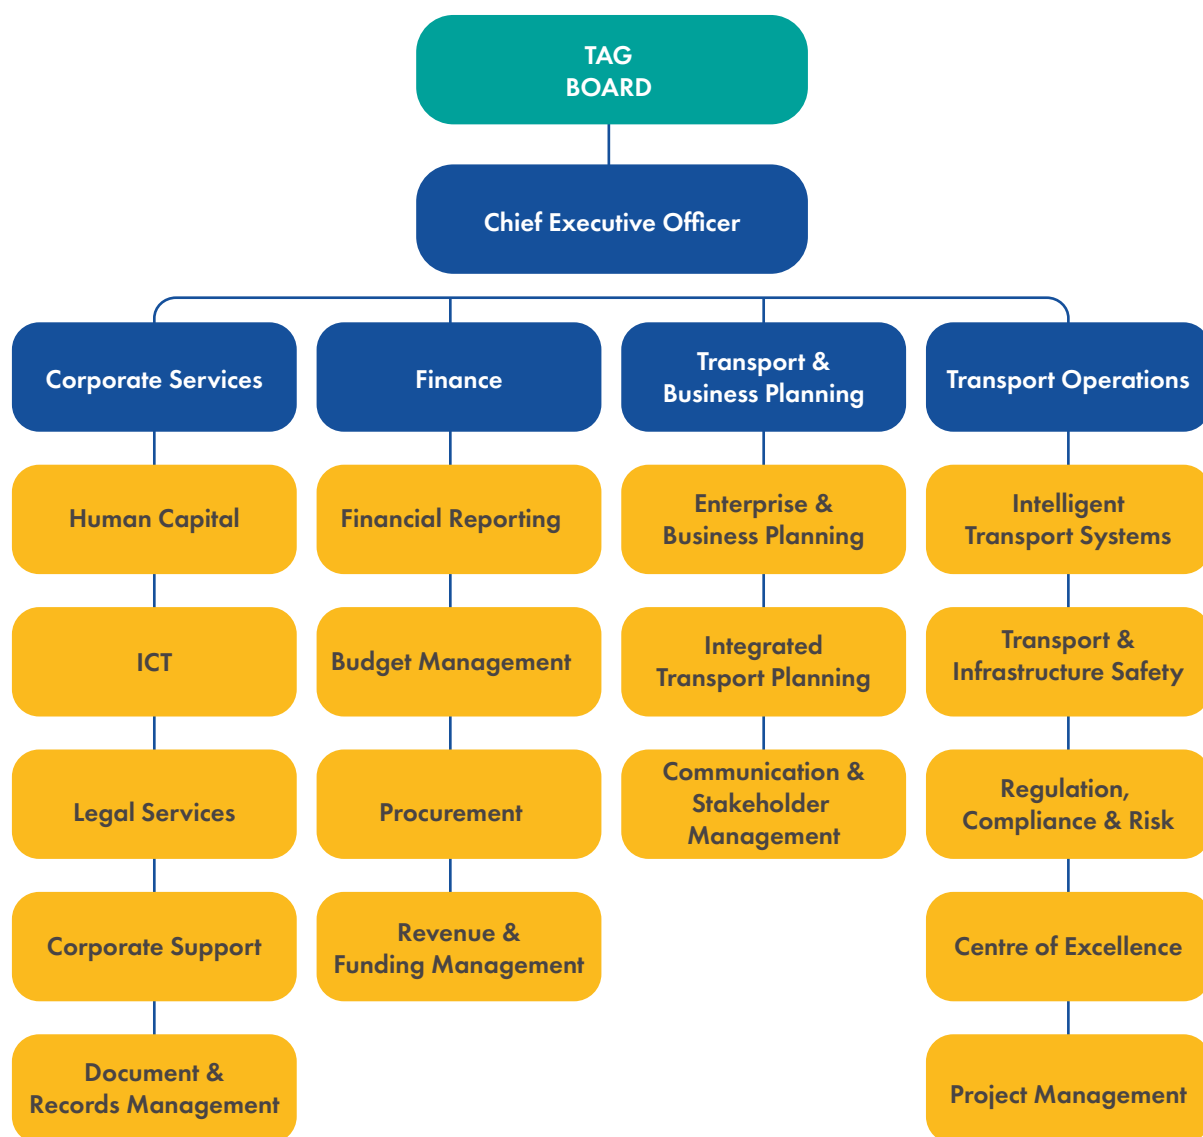 TAG
BOARD
Chief Executive Officer
Corporate Services
Finance
Transport &
Business Planning
Transport Operations
Human Capital
Financial Reporting
Enterprise &
Business Planning
Intelligent
Transport Systems
ICT
Budget Management
Integrated
Transport Planning
Transport &
Infrastructure Safety
Legal Services
Procurement
Communication &
Stakeholder
Management
Regulation,
Compliance & Risk
Corporate Support
Revenue &
Funding Management
Centre of Excellence
Document &
Records Management
Project Management